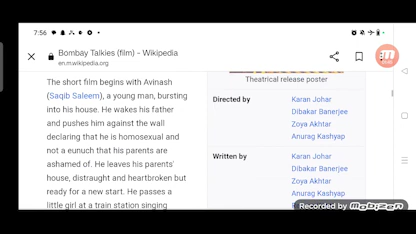 7:56
Bombay Talkies (film) - Wikipedia
en.m.wikipedia.org
The short film begins with Avinash
(Saqib Saleem), a young man, bursting
into his house. He wakes his father
and pushes him against the wall
declaring that he is homosexual and
not a eunuch that his parents are
ashamed of. He leaves his parents'
house, distraught and heartbroken but
ready for a new start. He passes a
little girl at a train station singing
Theatrical release poster
Directed by
Karan Johar
Dibakar Banerjee
Zoya Akhtar
Anurag Kashyap
Written by
Karan Johar
Dibakar Banerjee
Zoya Akhtar
Anurag Kashyap
Recorded by Mobizen